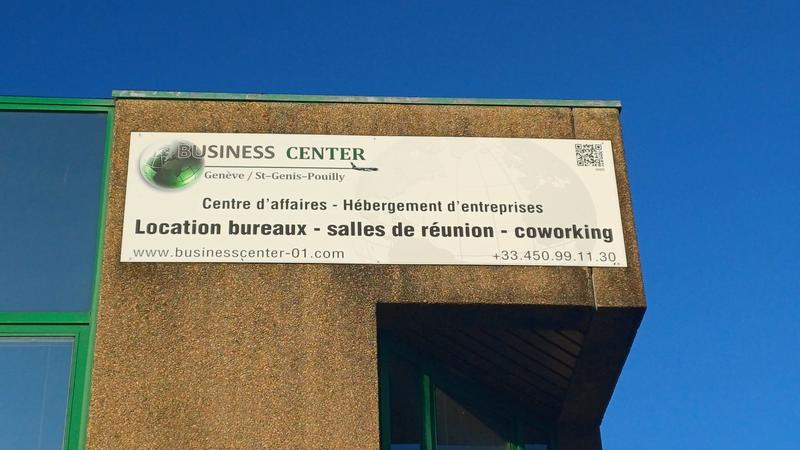 BUSINESS CENTER
Genève / St-Genis-Pouilly
Centre d'affaires - Hébergement d'entreprises
Location bureaux - salles de réunion - coworking
www.businesscenter-01.com
+33.450.99.11.30